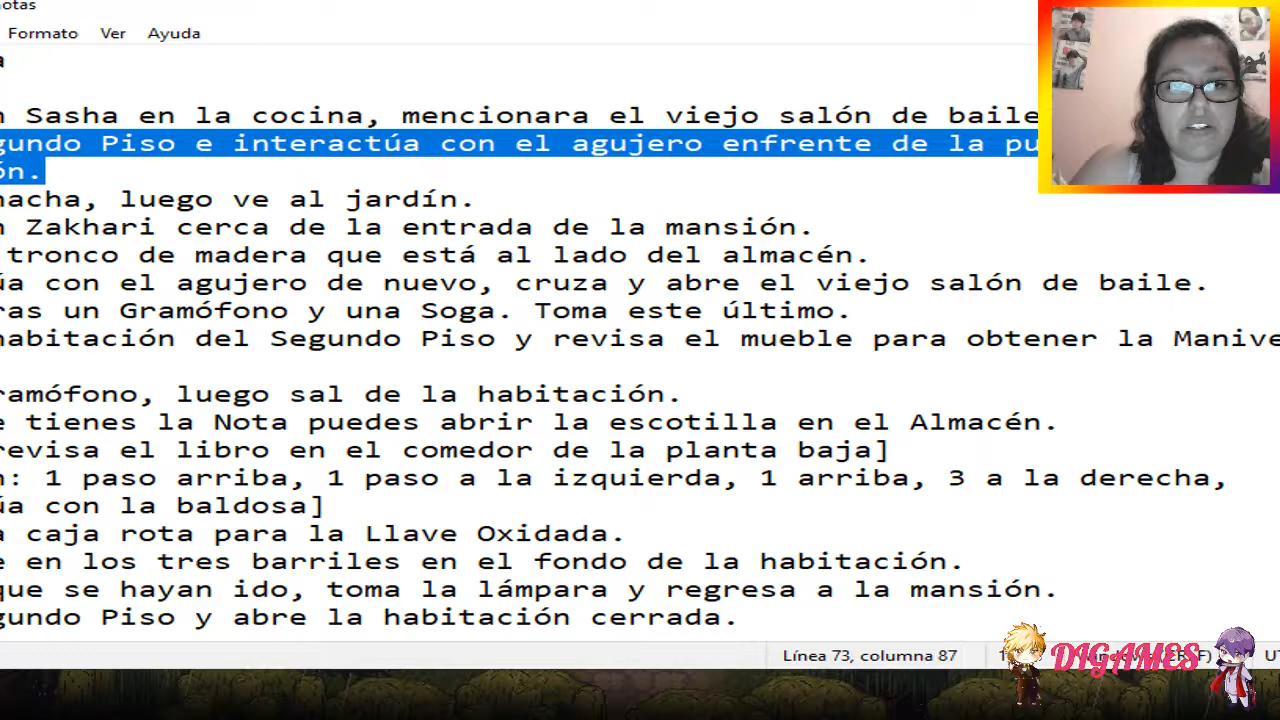 otas
Formato Ver Ayuda
a
n Sasha en la cocina, mencionara el viejo salón de baile
gundo Piso e interactúa con el agujero enfrente de la pu
ón.
hacha, luego ve al jardín.
n Zakhari cerca de la entrada de la mansión.
tronco de madera que está al lado del almacén.
úa con el agujero de nuevo, cruza y abre el viejo salón de baile.
ras un Gramófono y una Soga. Toma este último.
habitación del Segundo Piso y revisa el mueble para obtener la Manive
ramófono, luego sal de la habitación.
e tienes la Nota puedes abrir la escotilla en el Almacén.
revisa el libro en el comedor de la planta baja]
n: 1 paso arriba, 1 paso a la izquierda, 1 arriba, 3 a la derecha,
úa con la baldosa]
a caja rota para la Llave Oxidada.
e en los tres barriles en el fondo de la habitación.
que se hayan ido, toma la lámpara y regresa a la mansión.
gundo Piso y abre la habitación cerrada.
Línea 73, columna 87
DIGAMES